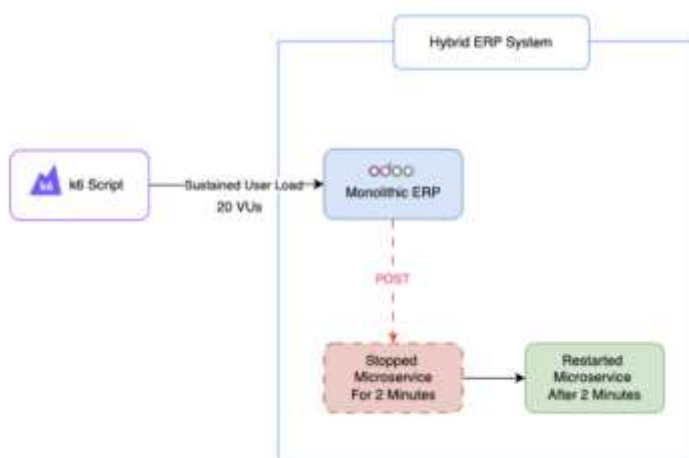 Hybrid ERP System
k6
k6 Script
Sustained User Load
20 VUs
odoo
Monolithic ERP
POST
Stopped
Microservice
For 2 Minutes
Restarted
Microservice
After 2 Minutes